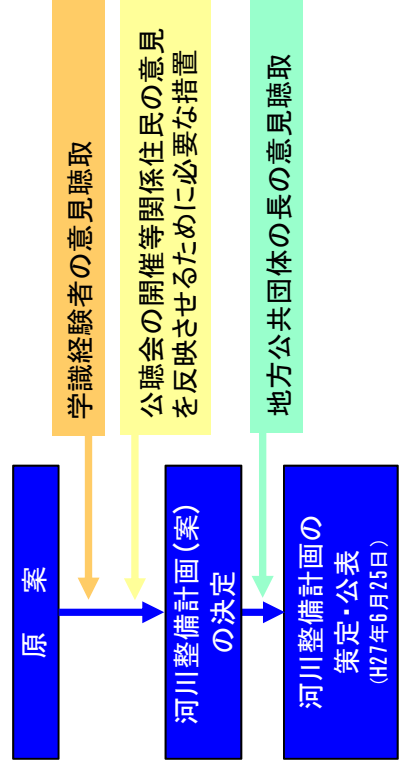 原　案
学識経験者の意見聴取
公聴会の開催等関係住民の意見
を反映させるために必要な措置
河川整備計画(案)
の決定
地方公共団体の長の意見聴取
河川整備計画の
策定・公表
(H27年6月25日)